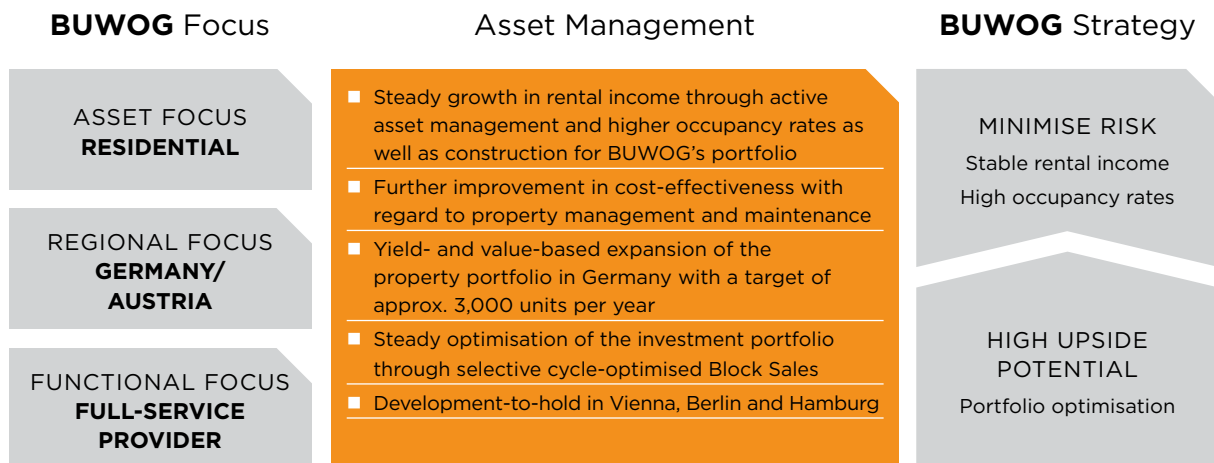 BUWOG Focus
ASSET FOCUS
RESIDENTIAL
REGIONAL FOCUS
GERMANY/
AUSTRIA
FUNCTIONAL FOCUS
FULL-SERVICE
PROVIDER
Asset Management
Steady growth in rental income through active
asset management and higher occupancy rates as
well as construction for BUWOG’s portfolio
Further improvement in cost-effectiveness with
regard to property management and maintenance
Yield- and value-based expansion of the
property portfolio in Germany with a target of
approx. 3,000 units per year
Steady optimisation of the investment portfolio
through selective cycle-optimised Block Sales
Development-to-hold in Vienna, Berlin and Hamburg
BUWOG Strategy
MINIMISE RISK
Stable rental income
High occupancy rates
HIGH UPSIDE
POTENTIAL
Portfolio optimisation